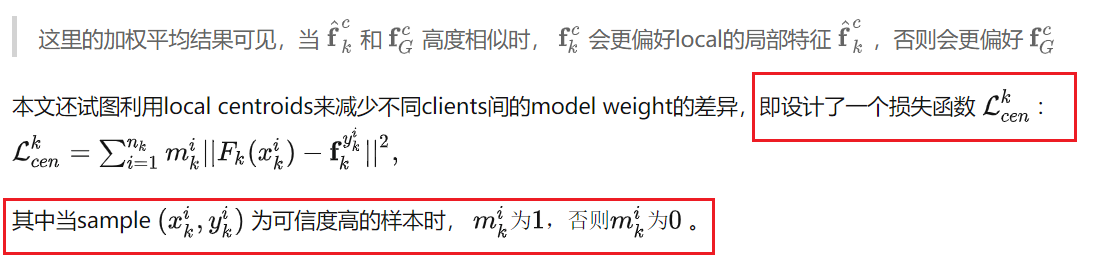 这里的加权平均结果可见，当 $\hat{\mathbf{f}}_k^c$ 和 $\mathbf{f}_G^c$ 高度相似时， $\mathbf{f}_k^c$ 会更偏好local的局部特征 $\hat{\mathbf{f}}_k^c$ ，否则会更偏好 $\mathbf{f}_G^c$
本文还试图利用local centroids来减少不同clients间的model weight的差异，即设计了一个损失函数 $\mathcal{L}_{cen}^k$：
$\mathcal{L}_{cen}^k = \sum_{i=1}^{n_k} m_k^i ||F_k(x_k^i) - \mathbf{f}_k^{y_k^i}||^2,$
其中当sample $(x_k^i, y_k^i)$ 为可信度高的样本时， $m_k^i$为1，否则$m_k^i$为0 。